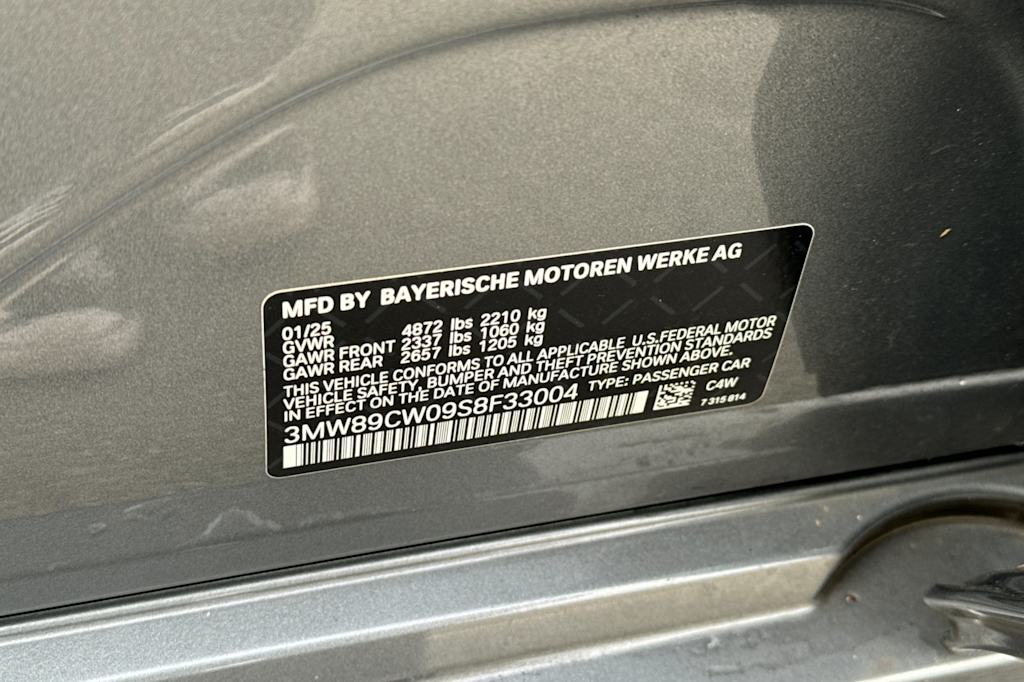 MFD BY BAYERISCHE MOTOREN WERKE AG
01/25
GVWR 4872 lbs 2210 kg
GAWR FRONT 2337 lbs 1060 kg
GAWR REAR 2657 lbs 1205 kg
THIS VEHICLE CONFORMS TO ALL APPLICABLE U.S.FEDERAL MOTOR
VEHICLE SAFETY, BUMPER AND THEFT PREVENTION STANDARDS
IN EFFECT ON THE DATE OF MANUFACTURE SHOWN ABOVE.
3MW89CW09S8F33004 TYPE: PASSENGER CAR
C4W
7 315 814